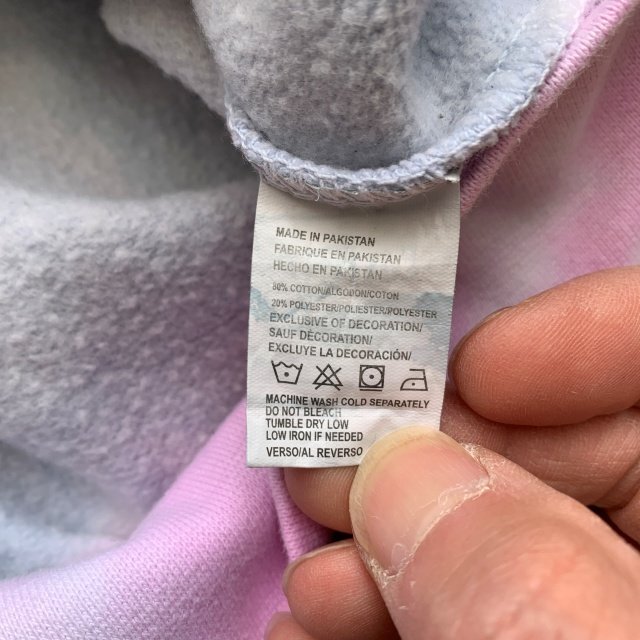 MADE IN PAKISTAN
FABRIQUE EN PAKISTAN
HECHO EN PAKISTAN
80% COTTON/ALGODON/COTON
20% POLYESTER/POLIESTER/POLYESTER
EXCLUSIVE OF DECORATION/
SAUF DÉCORATION/
EXCLUYE LA DECORACIÓN/
MACHINE WASH COLD SEPARATELY
DO NOT BLEACH
TUMBLE DRY LOW
LOW IRON IF NEEDED
VERSO/AL REVERSO